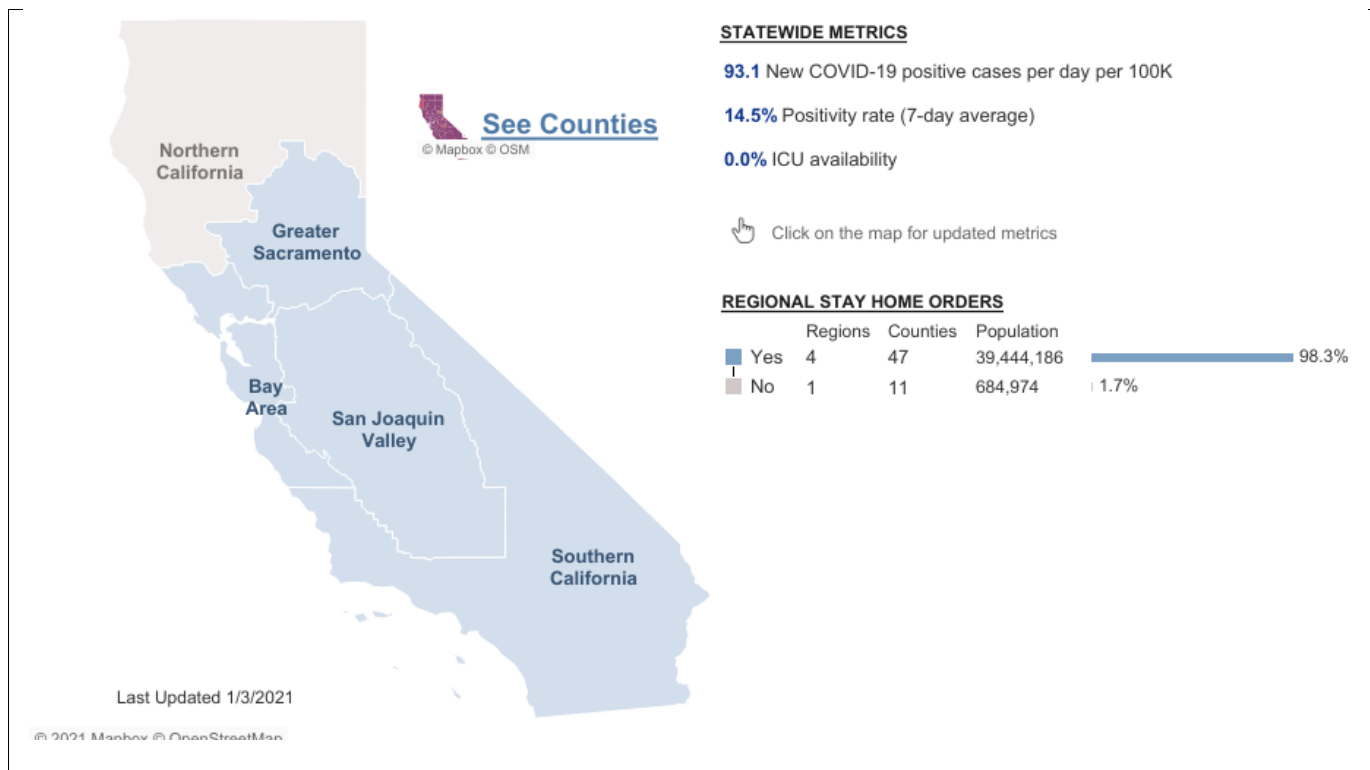 Northern
California
Greater
Sacramento
Bay
Area
San Joaquin
Valley
Southern
California
Last Updated 1/3/2021
© 2021 Mapbox © OpenStreetMap
See Counties
© Mapbox © OSM
STATEWIDE METRICS
93.1 New COVID-19 positive cases per day per 100K
14.5% Positivity rate (7-day average)
0.0% ICU availability
Click on the map for updated metrics
REGIONAL STAY HOME ORDERS
Regions Counties Population
Yes 4 47 39,444,186 98.3%
No 1 11 684,974 1.7%